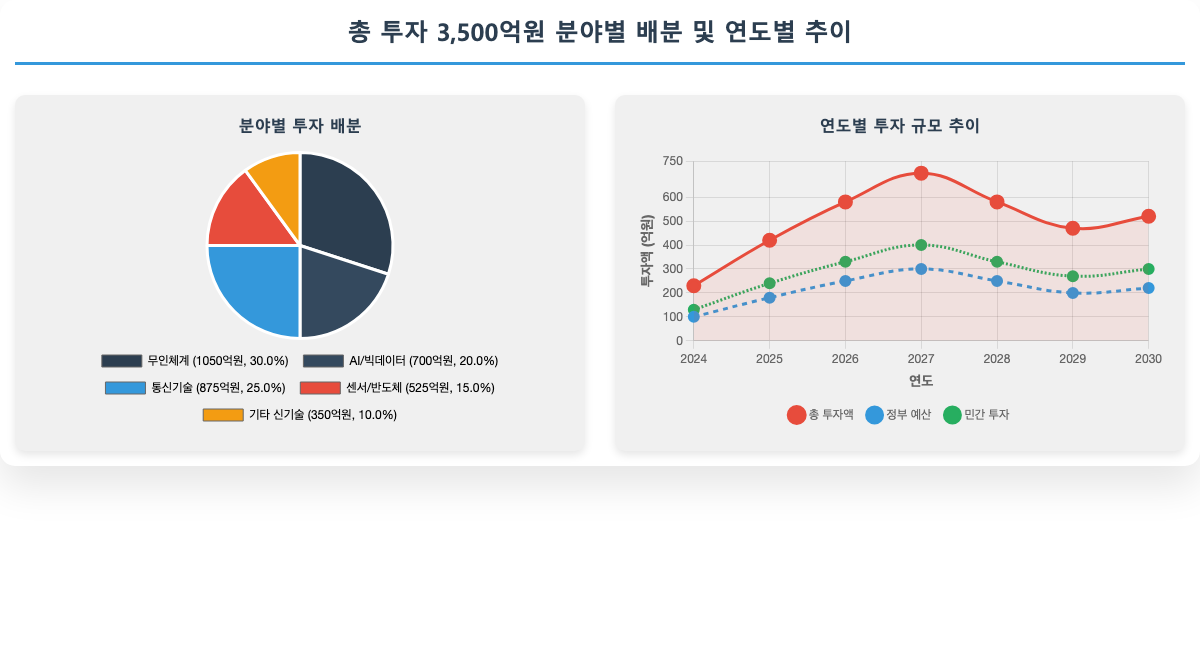 총 투자 3,500억원 분야별 배분 및 연도별 추이
분야별 투자 배분
무인체계 (1050억원, 30.0%)
AI/빅데이터 (700억원, 20.0%)
통신기술 (875억원, 25.0%)
센서/반도체 (525억원, 15.0%)
기타 신기술 (350억원, 10.0%)
연도별 투자 규모 추이
투자액 (억원)
750
600
500
400
300
200
100
0
2024 2025 2026 2027 2028 2029 2030
연도
총 투자액 정부 예산 민간 투자